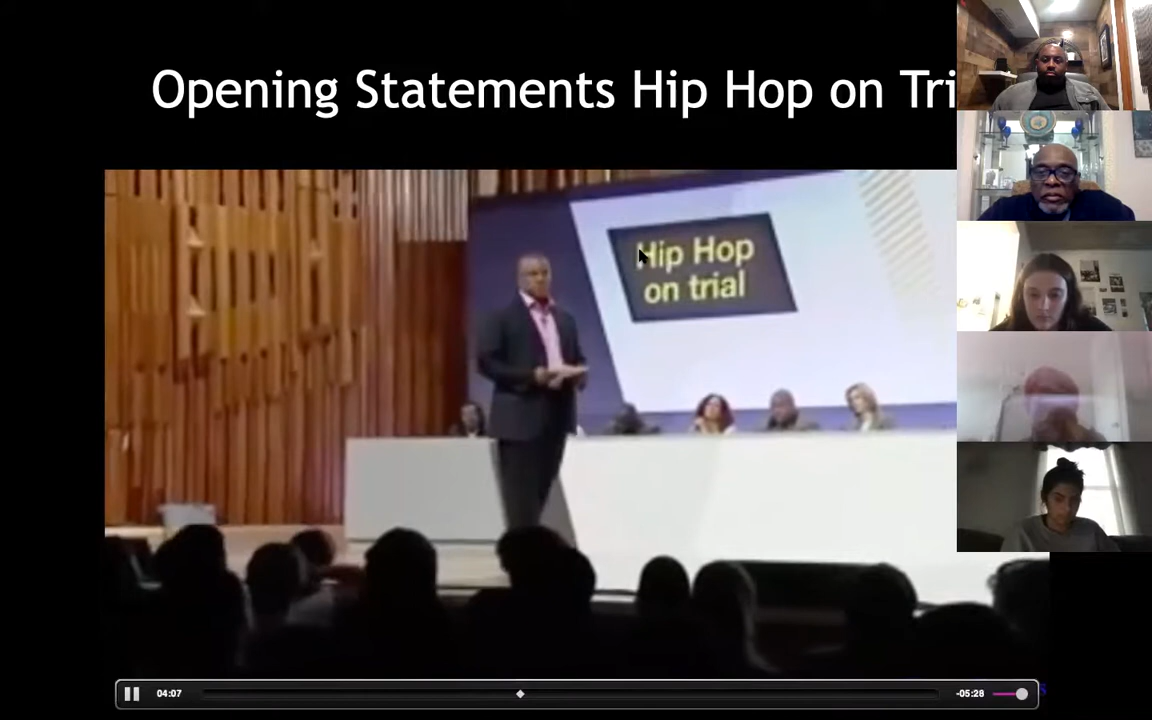 Opening Statements Hip Hop on Tri
Hip Hop
on trial
04:07
-05:28
s